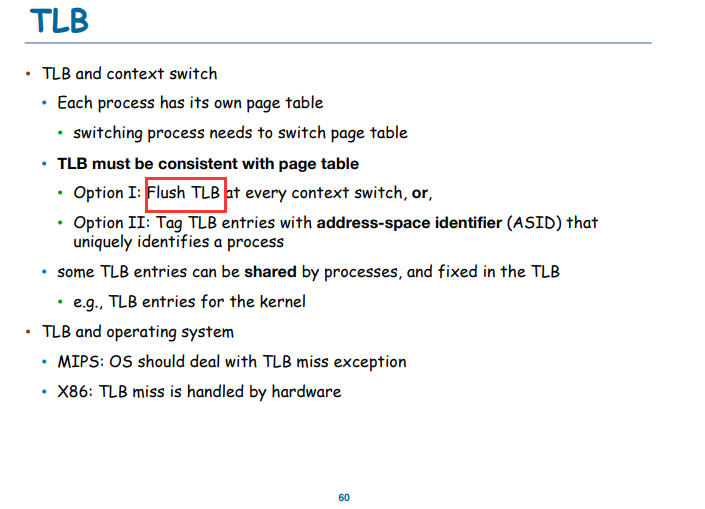 TLB
• TLB and context switch
• Each process has its own page table
• switching process needs to switch page table
• TLB must be consistent with page table
• Option I: Flush TLB at every context switch, or,
• Option II: Tag TLB entries with address-space identifier (ASID) that
uniquely identifies a process
• some TLB entries can be shared by processes, and fixed in the TLB
• e.g., TLB entries for the kernel
• TLB and operating system
• MIPS: OS should deal with TLB miss exception
• X86: TLB miss is handled by hardware
60